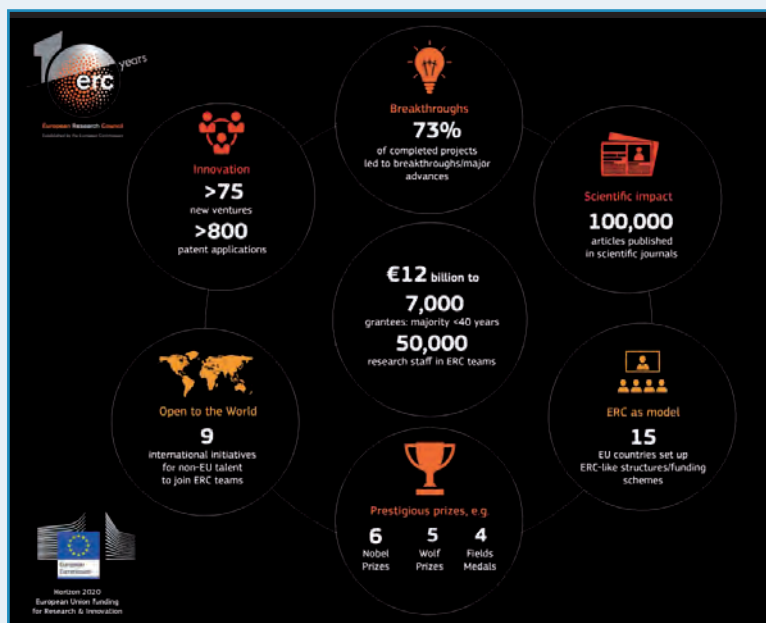 10 years
erc
European Research Council
Established by the European Commission
Breakthroughs
73%
of completed projects
led to breakthroughs/major
advances
Innovation
>75
new ventures
>800
patent applications
Scientific impact
100,000
articles published
in scientific journals
€12 billion to
7,000
grantees: majority <40 years
50,000
research staff in ERC teams
Open to the World
9
international initiatives
for non-EU talent
to join ERC teams
ERC as model
15
EU countries set up
ERC-like structures/funding
schemes
Prestigious prizes, e.g.
6 5 4
Nobel Wolf Fields
Prizes Prizes Medals
European
Commission
Horizon 2020
European Union funding
for Research & Innovation